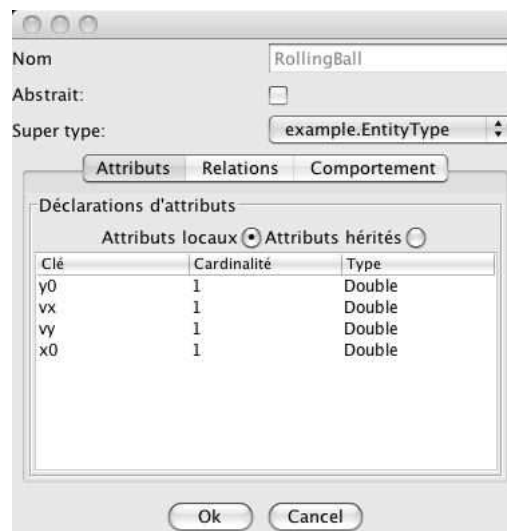 Nom RollingBall
Abstrait:
Super type: example.EntityType
Attributs Relations Comportement
Déclarations d'attributs
Attributs locaux Attributs hérités
Clé Cardinalité Type
y0 1 Double
vx 1 Double
vy 1 Double
x0 1 Double
Ok Cancel